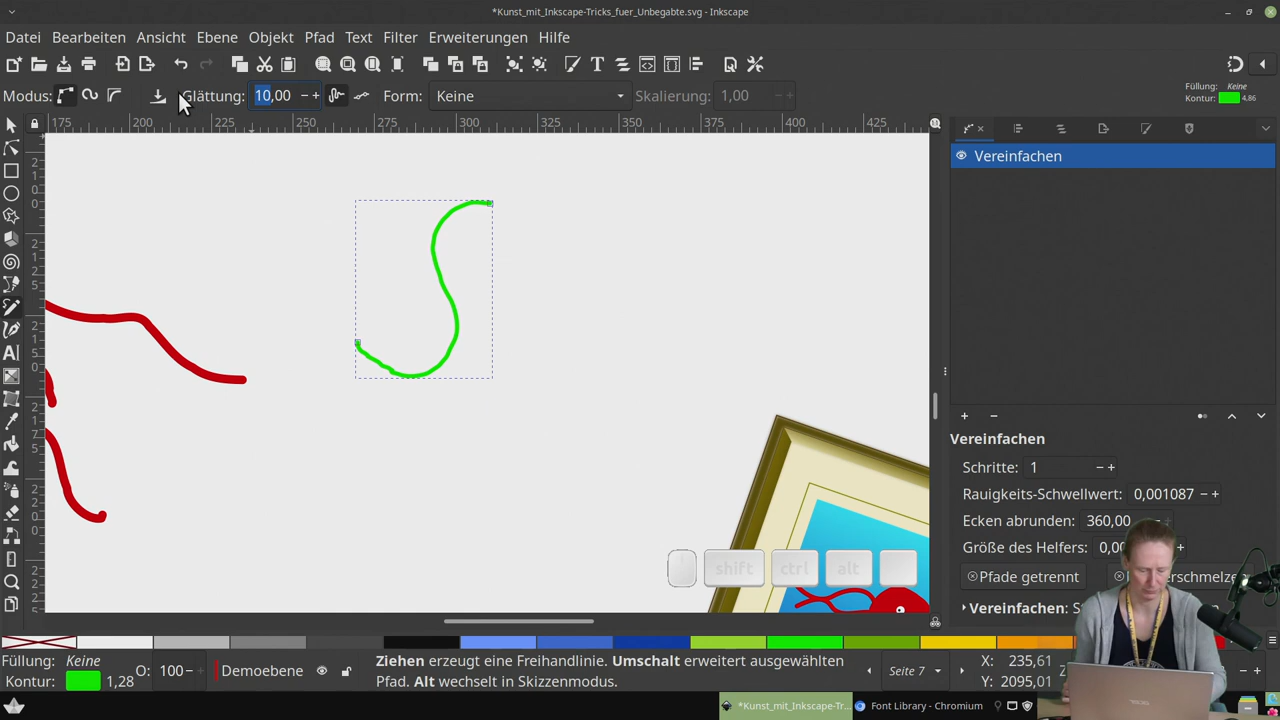 *Kunst_mit_Inkscape-Tricks_fuer_Unbegabte.svg - Inkscape
Datei Bearbeiten Ansicht Ebene Objekt Pfad Text Filter Erweiterungen Hilfe
Modus: Glättung: 10,00 Form: Keine Skalierung: 1,00
Füllung: Keine
Kontur: 4,86
175 200 225 250 275 300 325 350 375 400 425
Vereinfachen
Vereinfachen
Schritte: 1
Rauigkeits-Schwellwert: 0,001087
Ecken abrunden: 360,00
Größe des Helfers:
Pfade getrennt
Vereinfachen:
shift ctrl alt
Füllung: Keine O: 100 Demoebene
Kontur: 1,28
Ziehen erzeugt eine Freihandlinie. Umschalt erweitert ausgewählten
Pfad. Alt wechselt in Skizzenmodus.
Seite 7
X: 235,61
Y: 2095,01
*Kunst_mit_Inkscape-Tr... Font Library - Chromium